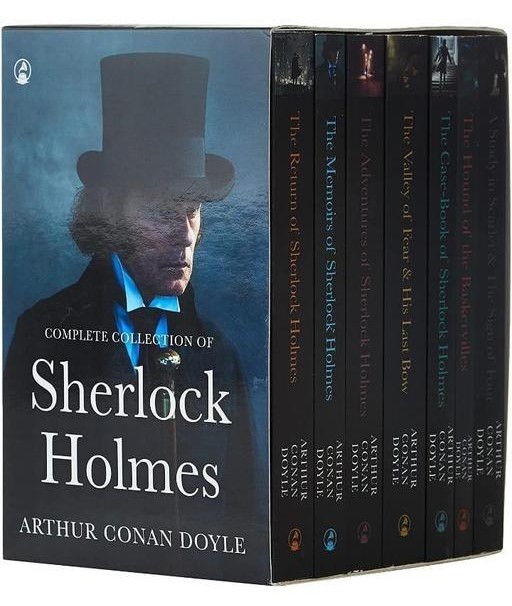 COMPLETE COLLECTION OF
Sherlock
Holmes
ARTHUR CONAN DOYLE
The Return of Sherlock Holmes
ARTHUR
CONAN
DOYLE
The Memoirs of Sherlock Holmes
ARTHUR
CONAN
DOYLE
The Adventures of Sherlock Holmes
ARTHUR
CONAN
DOYLE
The Valley of Fear & His Last Bow
ARTHUR
CONAN
DOYLE
The Case-Book of Sherlock Holmes
ARTHUR
CONAN
DOYLE
The Hound of the Baskervilles
ARTHUR
CONAN
DOYLE
A Study in Scarlet & The Sign of Four
ARTHUR
CONAN
DOYLE